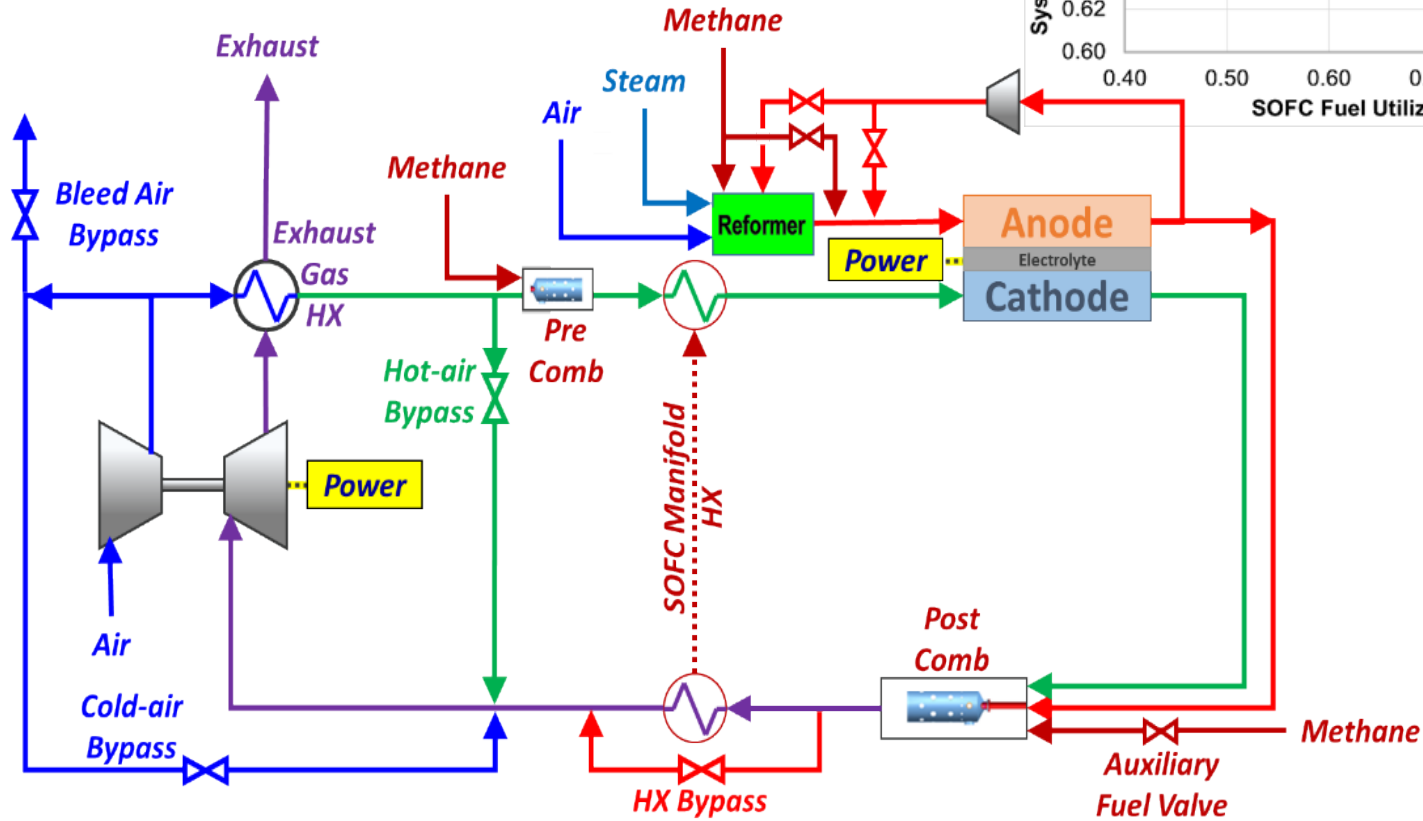 Methane
Sys
0.62
0.60
0.40
0.50
0.60
0.
SOFC Fuel Utiliz
Exhaust
Steam
Air
Methane
Bleed Air
Bypass
Exhaust
Gas
HX
Reformer
Anode
Electrolyte
Cathode
Power
Pre
Comb
Hot-air
Bypass
SOFC Manifold
HX
Power
Air
Cold-air
Bypass
Post
Comb
HX Bypass
Methane
Auxiliary
Fuel Valve